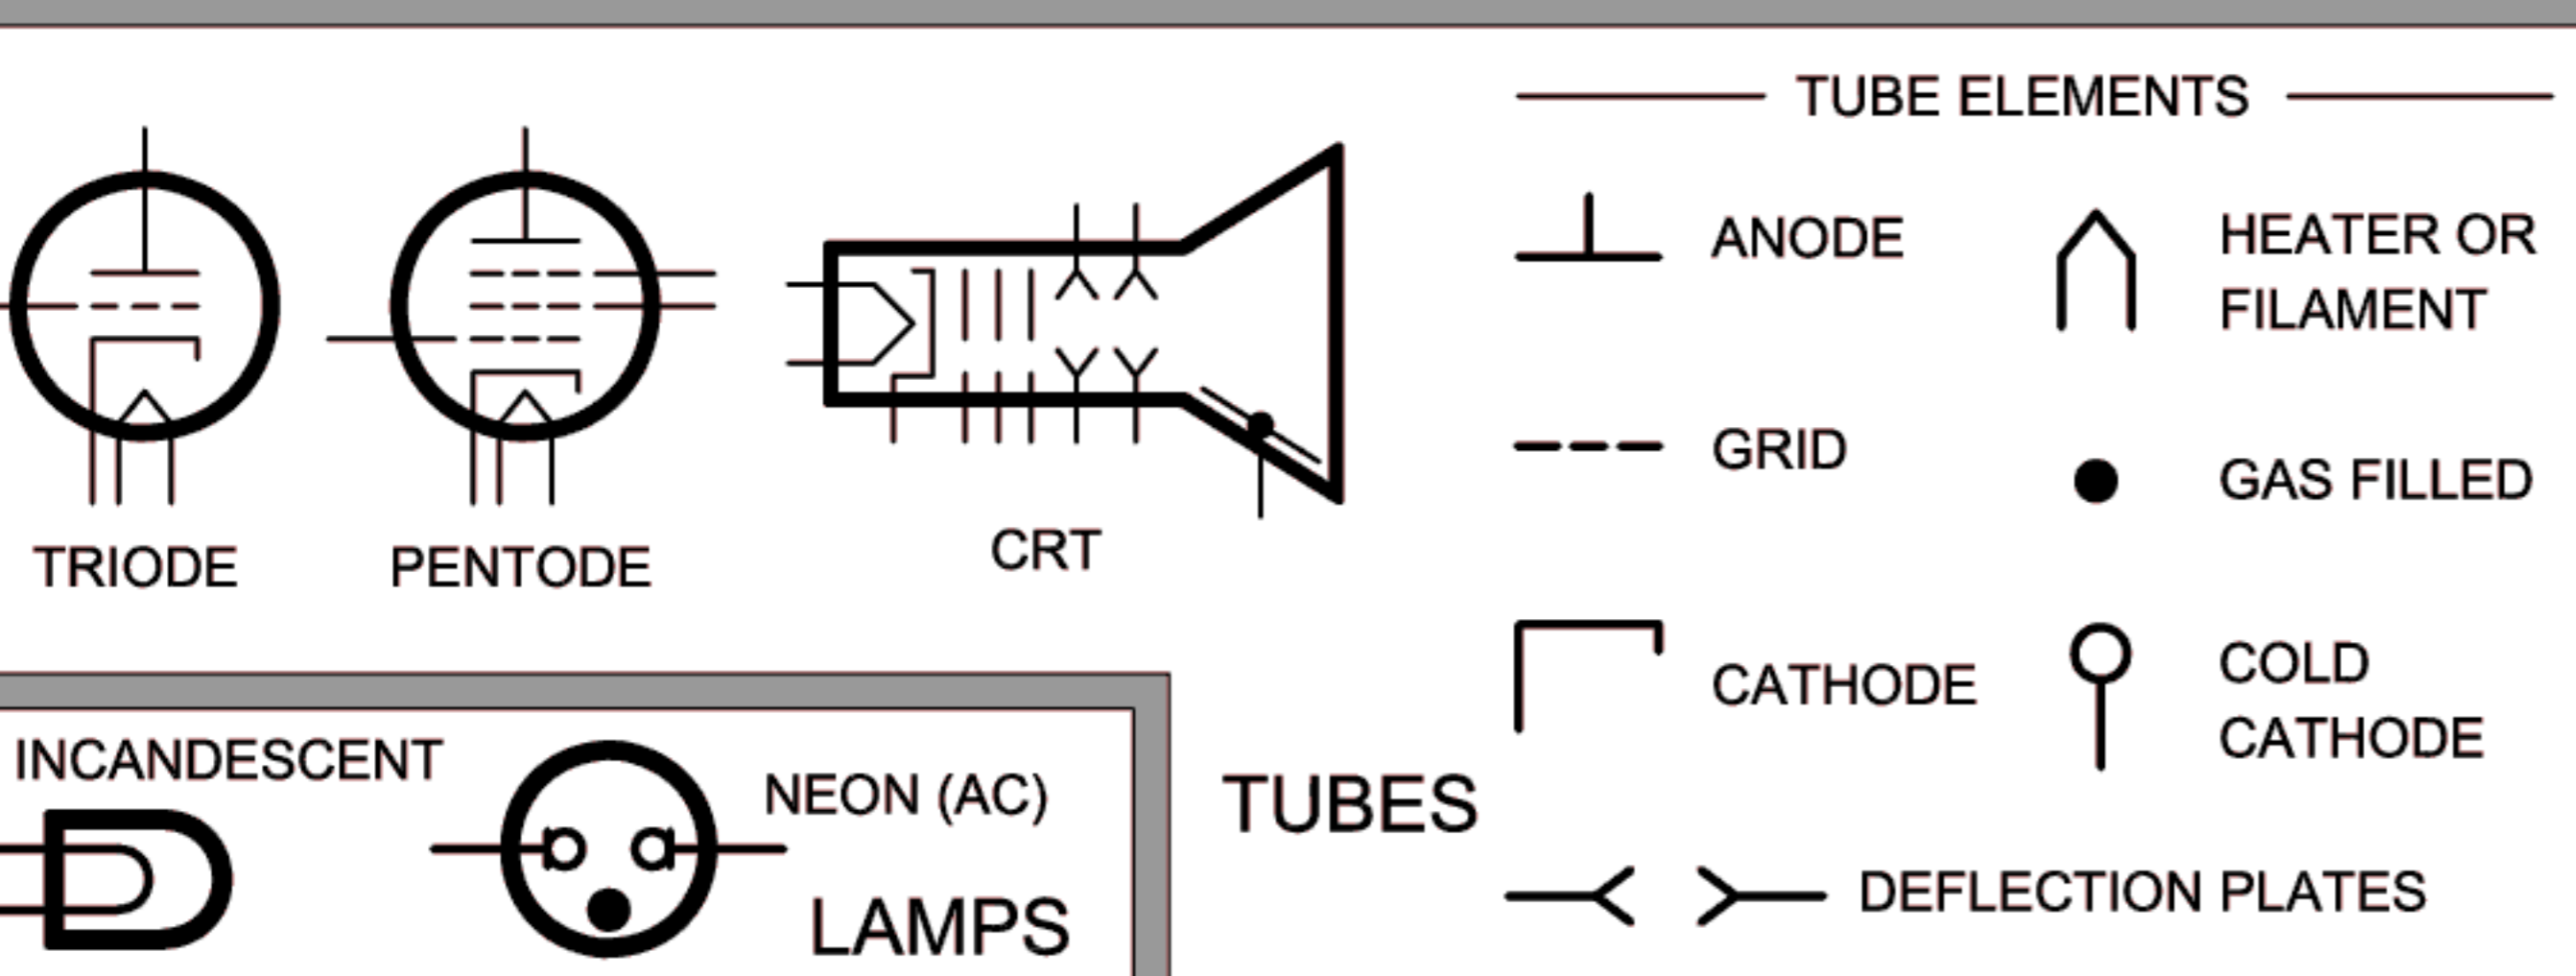 TUBE ELEMENTS
ANODE
HEATER OR
FILAMENT
GRID
GAS FILLED
CATHODE
COLD
CATHODE
DEFLECTION PLATES
TRIODE
PENTODE
CRT
TUBES
INCANDESCENT
NEON (AC)
LAMPS